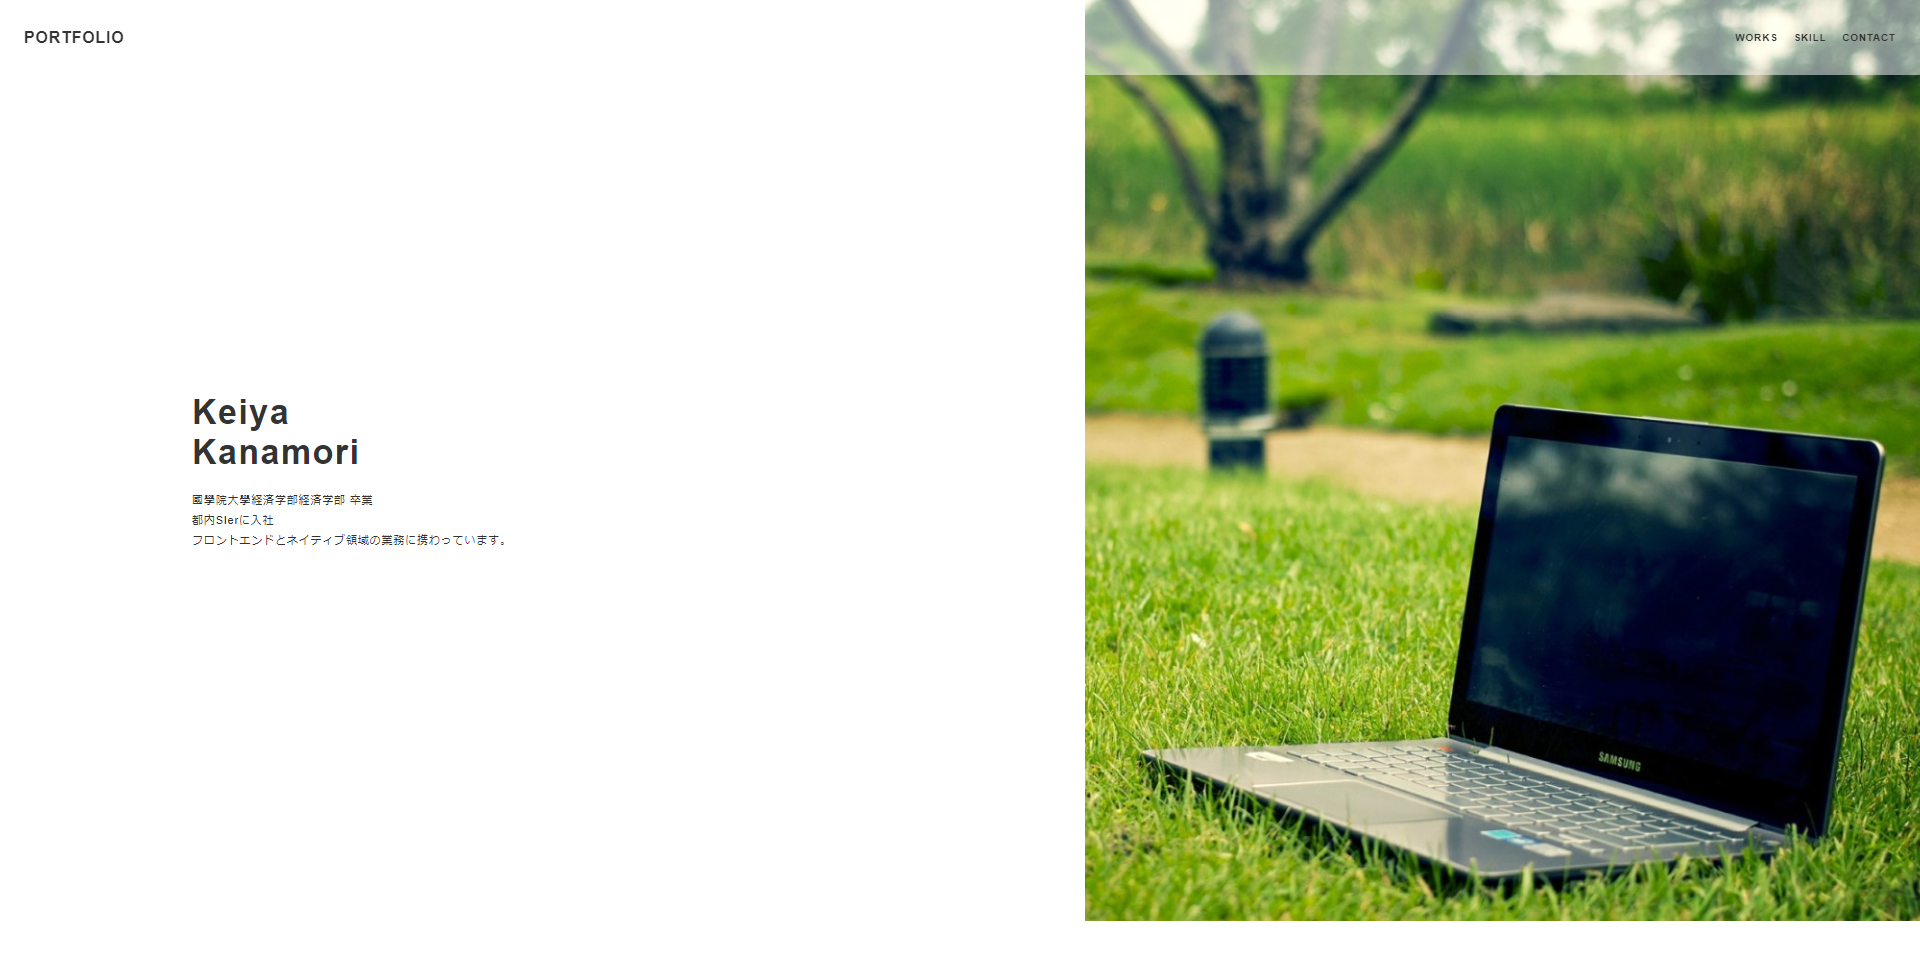 PORTFOLIO
WORKS SKILL CONTACT
Keiya
Kanamori
國學院大學経済学部経済学部 卒業
都内SIerに入社
フロントエンドとネイティブ領域の業務に携わっています。
SAMSUNG